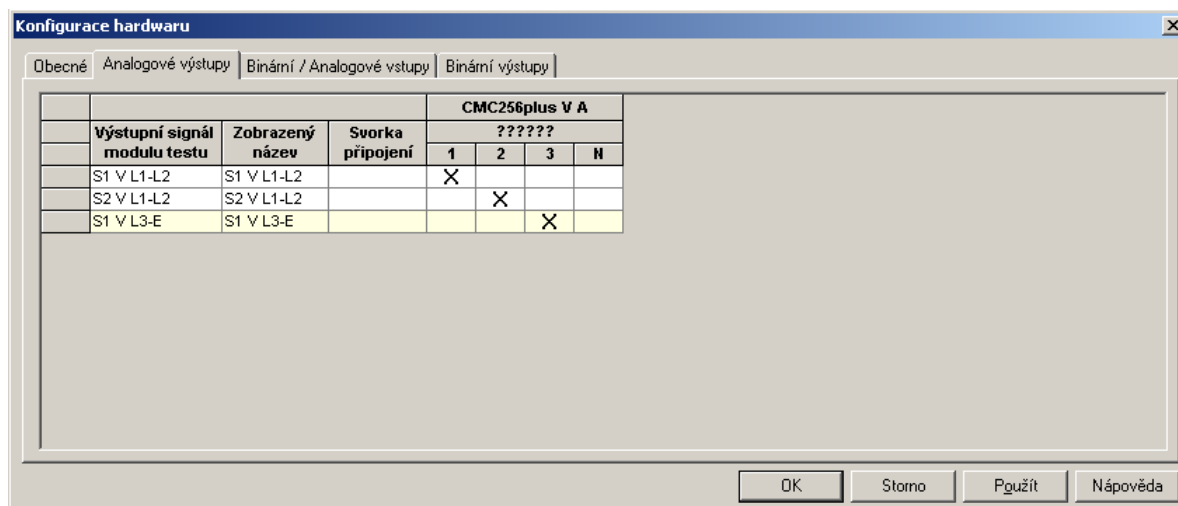 Konfigurace hardwaru
Obecné Analogové výstupy Binární / Analogové vstupy Binární výstupy
CMC256plus V A
Výstupní signál modulu testu Zobrazený název Svorka připojení ??????
1 2 3 N
S1 V L1-L2 S1 V L1-L2 X
S2 V L1-L2 S2 V L1-L2 X
S1 V L3-E S1 V L3-E X
OK Storno Použít Nápověda